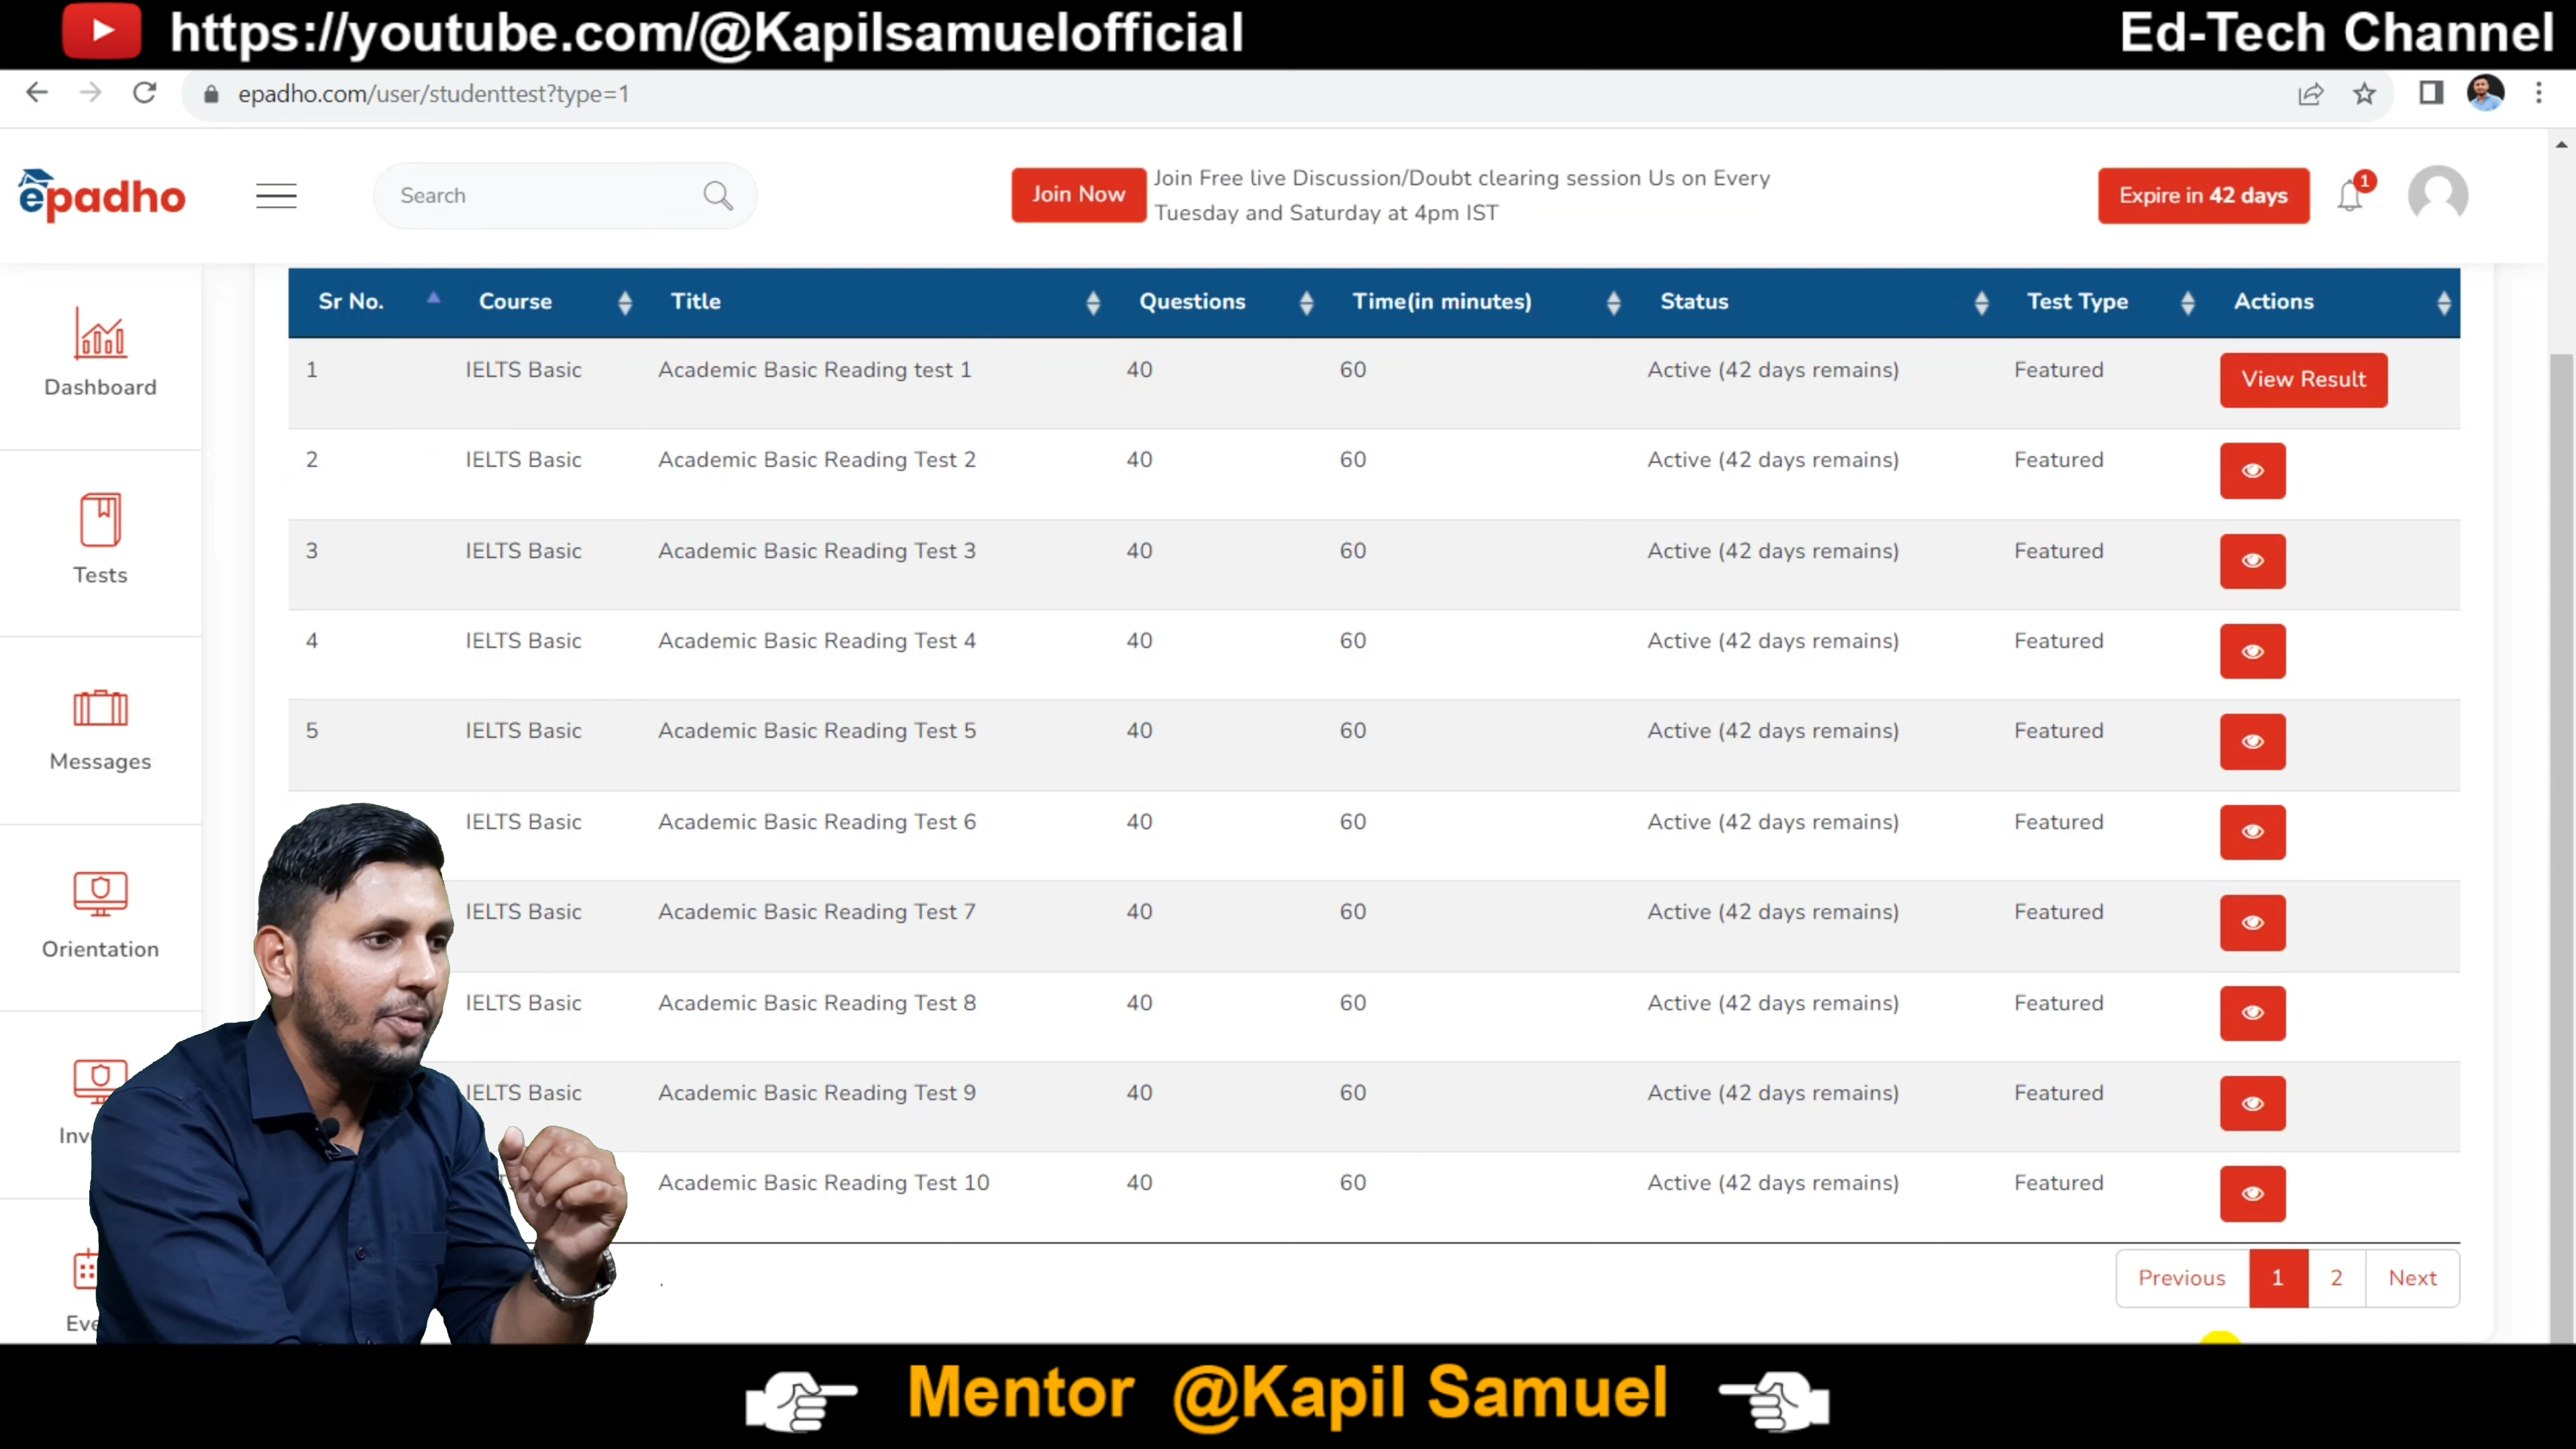 https://youtube.com/@Kapilsamuelofficial Ed-Tech Channel
epadho.com/user/studenttest?type=1
epadho Search Join Now Join Free live Discussion/Doubt clearing session Us on Every Tuesday and Saturday at 4pm IST Expire in 42 days 1
Sr No. Course Title Questions Time(in minutes) Status Test Type Actions
1 IELTS Basic Academic Basic Reading test 1 40 60 Active (42 days remains) Featured View Result
Dashboard
2 IELTS Basic Academic Basic Reading Test 2 40 60 Active (42 days remains) Featured
3 IELTS Basic Academic Basic Reading Test 3 40 60 Active (42 days remains) Featured
Tests
4 IELTS Basic Academic Basic Reading Test 4 40 60 Active (42 days remains) Featured
5 IELTS Basic Academic Basic Reading Test 5 40 60 Active (42 days remains) Featured
Messages
IELTS Basic Academic Basic Reading Test 6 40 60 Active (42 days remains) Featured
IELTS Basic Academic Basic Reading Test 7 40 60 Active (42 days remains) Featured
Orientation
IELTS Basic Academic Basic Reading Test 8 40 60 Active (42 days remains) Featured
IELTS Basic Academic Basic Reading Test 9 40 60 Active (42 days remains) Featured
Academic Basic Reading Test 10 40 60 Active (42 days remains) Featured
Previous 1 2 Next
Mentor @Kapil Samuel